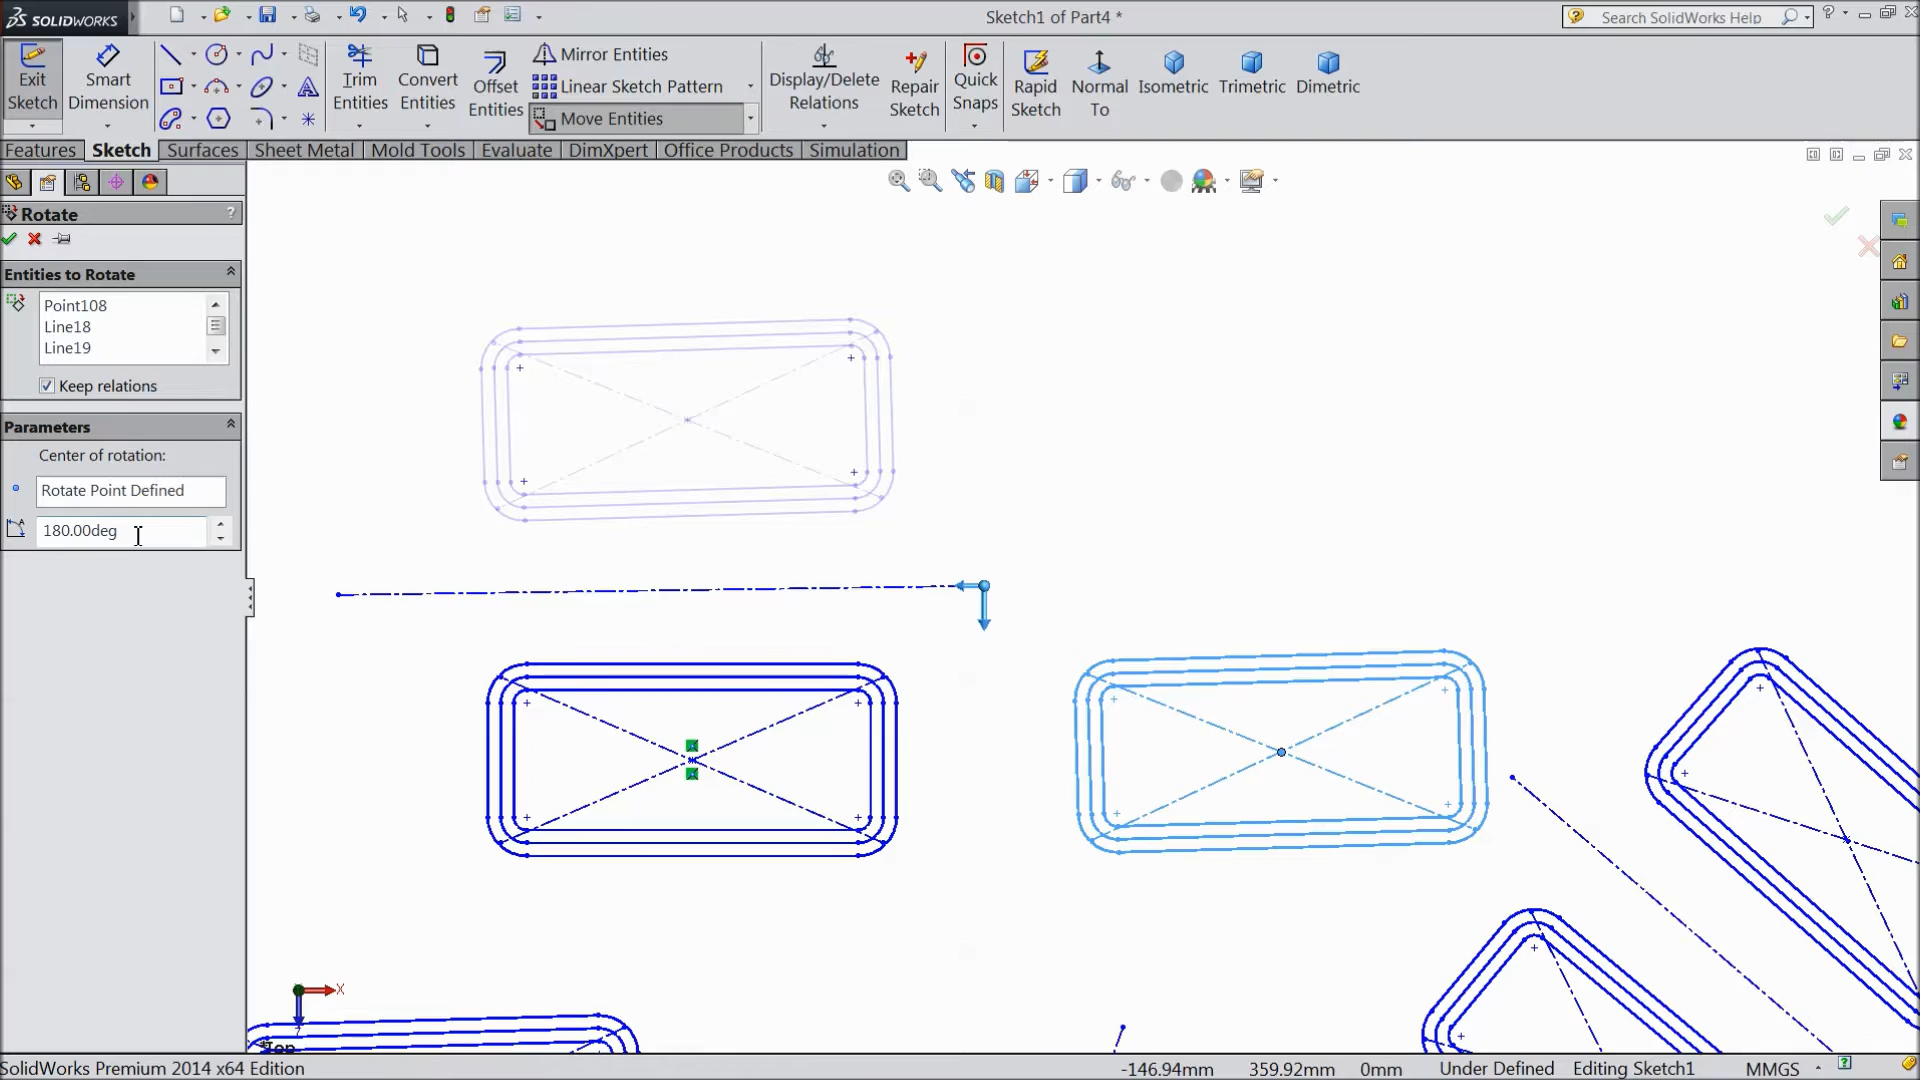 SOLIDWORKS
Sketch1 of Part4 *
Search SolidWorks Help
?
Exit Sketch
Smart Dimension
Trim Entities
Convert Entities
Offset Entities
Mirror Entities
Linear Sketch Pattern
Move Entities
Display/Delete Relations
Repair Sketch
Quick Snaps
Rapid Sketch
Normal To
Isometric
Trimetric
Dimetric
Features Sketch Surfaces Sheet Metal Mold Tools Evaluate DimXpert Office Products Simulation
Rotate ?
Entities to Rotate
Point108
Line18
Line19
Keep relations
Parameters
Center of rotation:
Rotate Point Defined
180.00deg
X
*Top
SolidWorks Premium 2014 x64 Edition -146.94mm 359.92mm 0mm Under Defined Editing Sketch1 MMGS